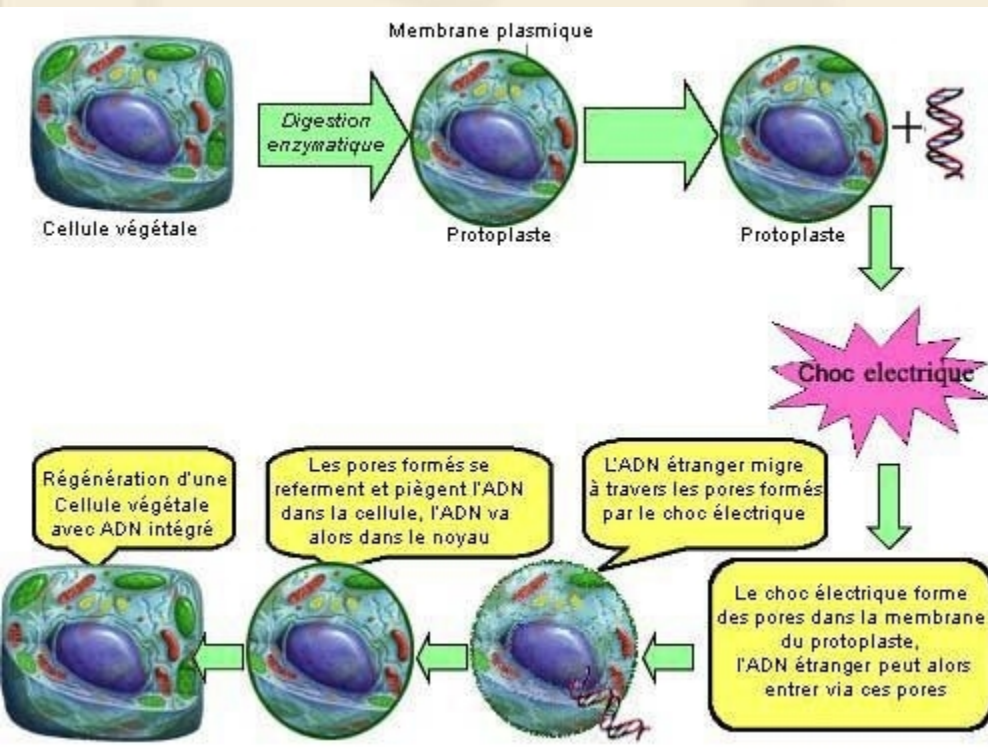 Membrane plasmique
Digestion
enzymatique
+
Cellule végétale
Protoplaste
Protoplaste
Choc electrique
Le choc électrique forme
des pores dans la membrane
du protoplaste,
l'ADN étranger peut alors
entrer via ces pores
L'ADN étranger migre
à travers les pores formés
par le choc électrique
Les pores formés se
referment et piègent l'ADN
dans la cellule, l'ADN va
alors dans le noyau
Régénération d'une
Cellule végétale
avec ADN intégré